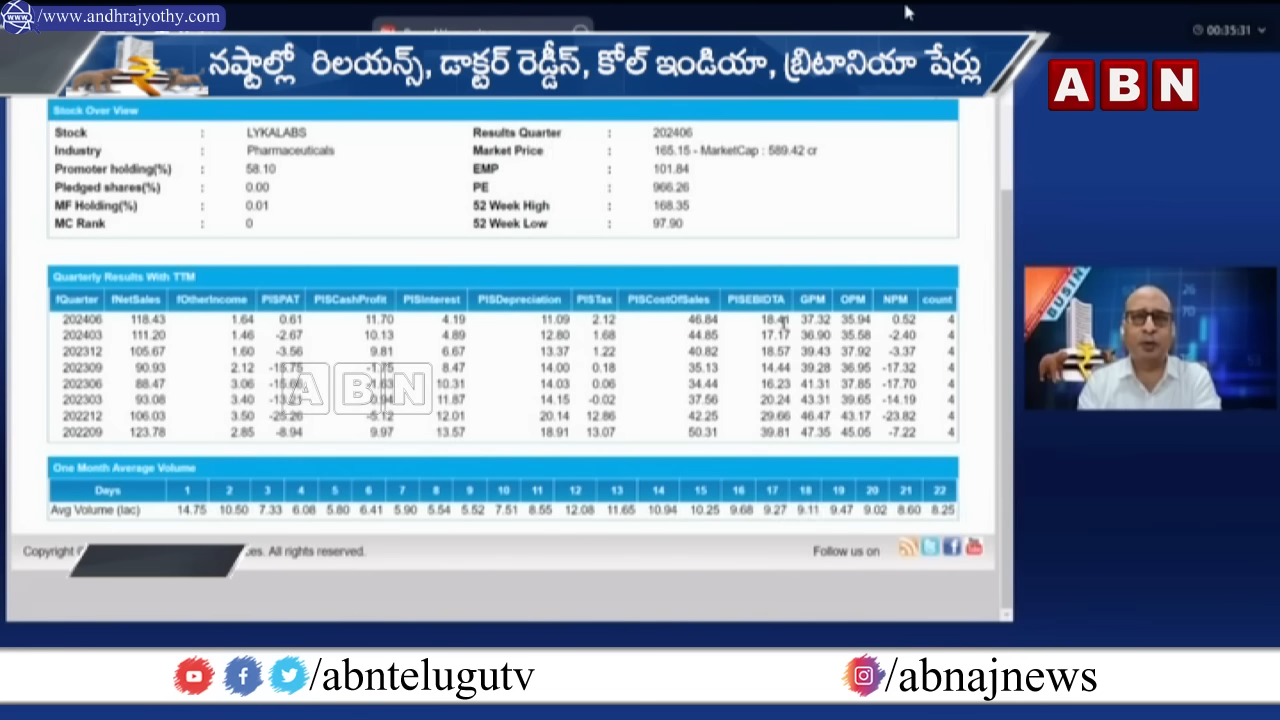 /www.andhrajyothy.com
00:35:31
నష్టాల్లో రిలయన్స్, డాక్టర్ రెడ్డీస్, కోల్ ఇండియా, బ్రిటానియా షేర్లు
ABN
Stock Over View
Stock : LYKALABS Results Quarter : 202406
Industry : Pharmaceuticals Market Price : 165.15 - MarketCap : 589.42 cr
Promoter holding(%) : 58.10 EMP 101.84
Pledged shares(%) : 0.00 PE : 966.26
MF Holding(%) : 0.01 52 Week High : 168.35
MC Rank : 0 52 Week Low : 97.90
Quarterly Results With TTM
fQuarter fNetSales fOtherIncome PISPAT PISCashProfit PISInterest PISDepreciation PISTax PISCostOfSales PISEBIDTA GPM OPM NPM count
202406 118.43 1.64 0.61 11.70 4.19 11.09 2.12 46.84 18.41 37.32 35.94 0.52 4
202403 111.20 1.46 -2.67 10.13 4.89 12.80 1.68 44.85 17.17 36.90 35.58 -2.40 4
202312 105.67 1.60 -3.56 9.81 6.67 13.37 1.22 40.82 18.57 39.43 37.92 -3.37 4
202309 90.93 2.12 -15.75 -1.75 8.47 14.00 0.18 35.13 14.44 39.28 36.95 -17.32 4
202306 88.47 3.06 10.31 14.03 0.06 34.44 16.23 41.31 37.85 -17.70 4
202303 93.08 3.40 11.87 14.15 -0.02 37.56 20.24 43.31 39.65 -14.19 4
202212 106.03 3.50 -25.26 -5.12 12.01 20.14 12.86 42.25 29.66 46.47 43.17 -23.82 4
202209 123.78 2.85 -8.94 9.97 13.57 18.91 13.07 50.31 39.81 47.35 45.05 -7.22 4
ABN
One Month Average Volume
Days 1 2 3 4 5 6 7 8 9 10 11 12 13 14 15 16 17 18 19 20 21 22
Avg Volume (lac) 14.75 10.50 7.33 6.08 5.80 6.41 5.90 5.54 5.52 7.51 8.55 12.08 11.65 10.94 10.25 9.68 9.27 9.11 9.47 9.02 8.60 8.25
Copyright All rights reserved. Follow us on
/abntelugutv /abnajnews